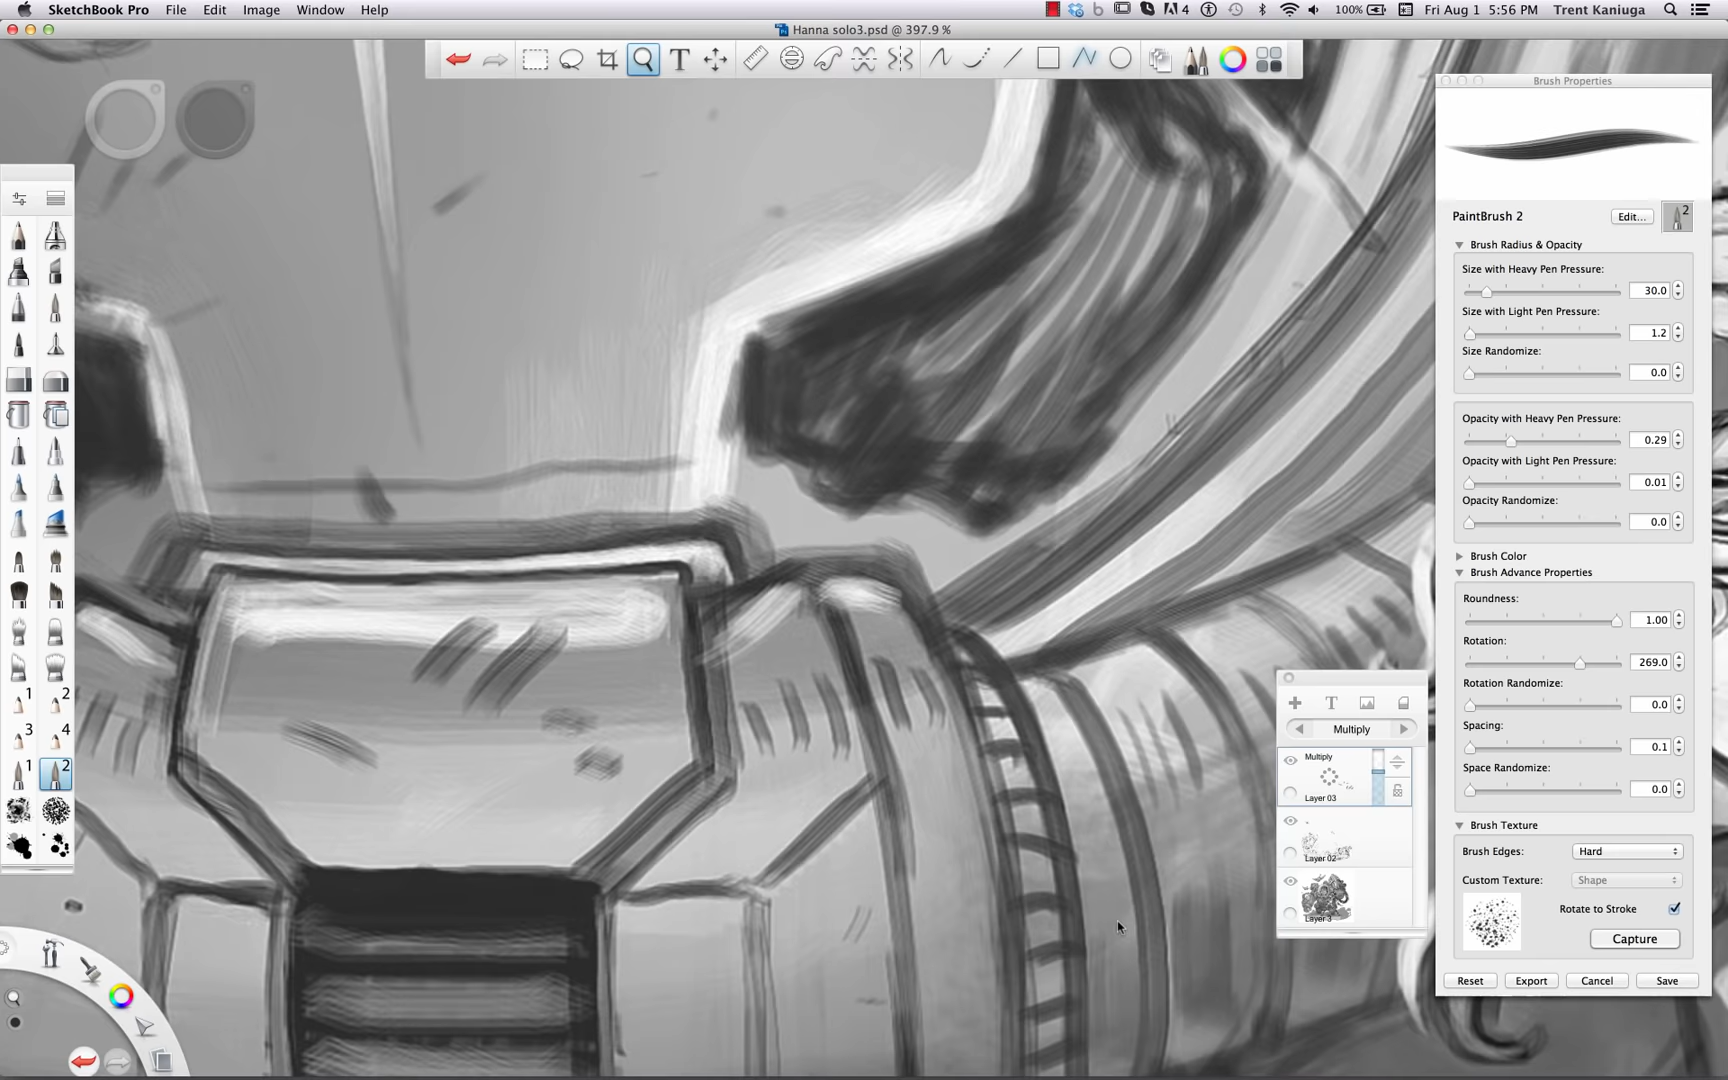 SketchBook Pro File Edit Image Window Help
4 100% Fri Aug 1 5:56 PM Trent Kaniuga
Hanna solo3.psd @ 397.9 %
T
Brush Properties
PaintBrush 2 Edit... 2
Brush Radius & Opacity
Size with Heavy Pen Pressure:
30.0
Size with Light Pen Pressure:
1.2
Size Randomize:
0.0
Opacity with Heavy Pen Pressure:
0.29
Opacity with Light Pen Pressure:
0.01
Opacity Randomize:
0.0
Brush Color
Brush Advance Properties
Roundness:
1.00
Rotation:
269.0
Rotation Randomize:
0.0
Spacing:
0.1
Space Randomize:
0.0
Brush Texture
Brush Edges: Hard
Custom Texture: Shape
Rotate to Stroke
Capture
Reset Export Cancel Save
T
Multiply
Multiply
Layer 03
Layer 02
Layer 3
1 2
3 4
1 2